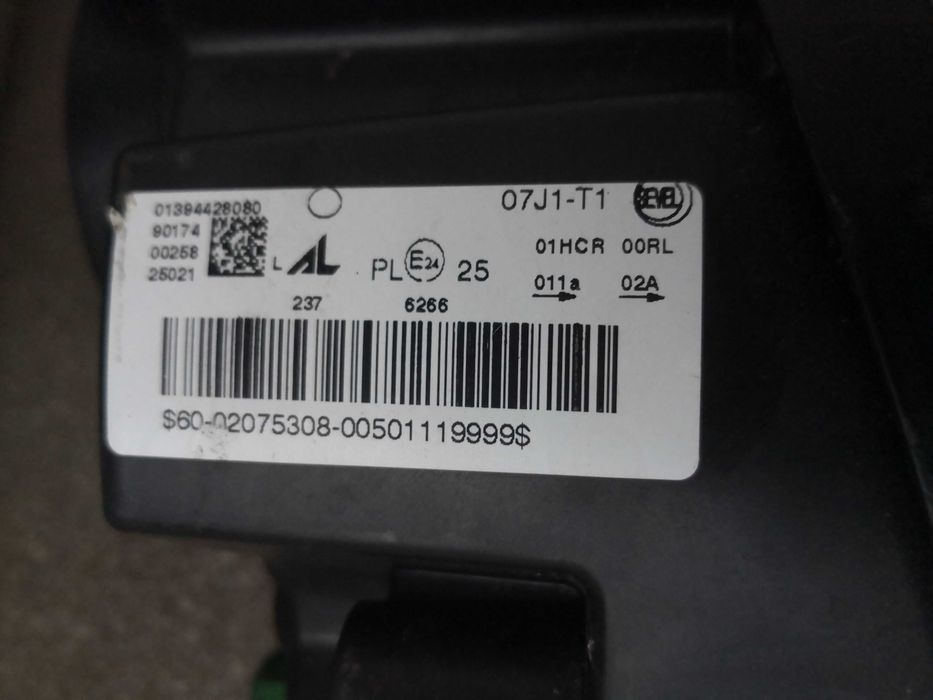 01394428080
90174
00258
25021
L AL
237
PL E24 25
6266
07J1-T1
01HCR 00RL
011a 02A
$60-02075308-00501119999$